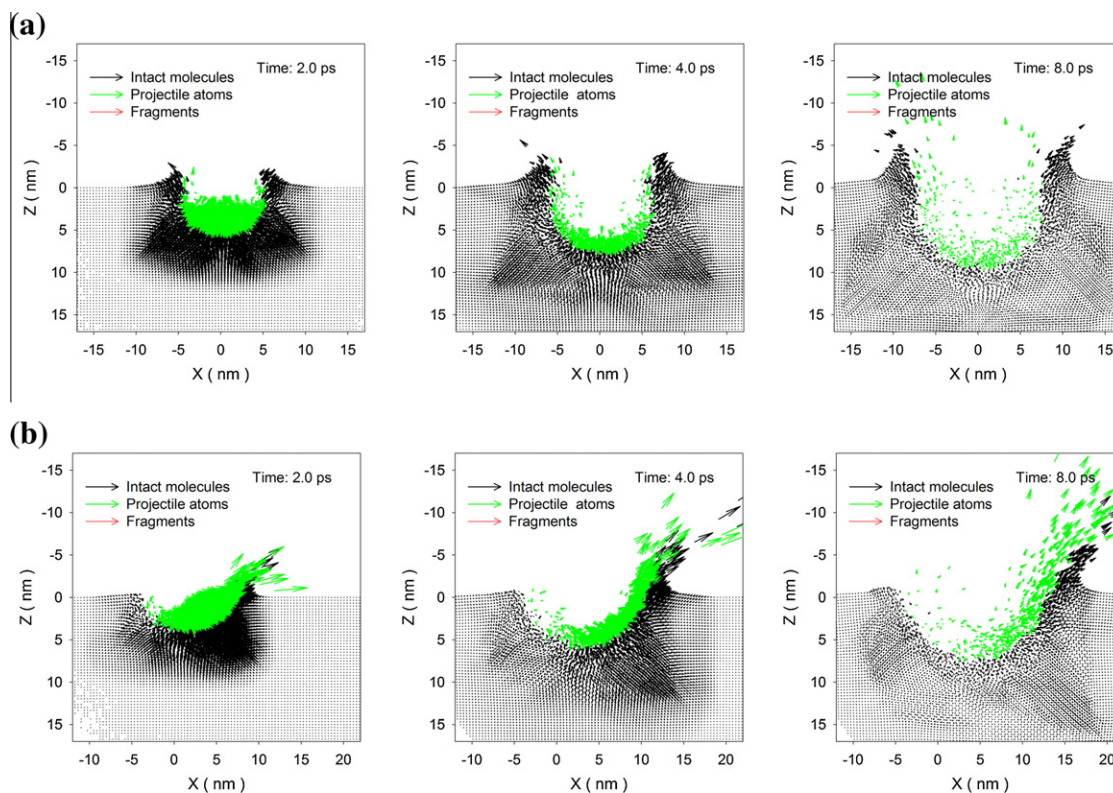 (a)
Time: 2.0 ps
Intact molecules
Projectile atoms
Fragments
-15
-10
-5
0
5
10
15
Z ( nm )
-15 -10 -5 0 5 10 15
X ( nm )
Time: 4.0 ps
Intact molecules
Projectile atoms
Fragments
-15
-10
-5
0
5
10
15
Z ( nm )
-15 -10 -5 0 5 10 15
X ( nm )
Time: 8.0 ps
Intact molecules
Projectile atoms
Fragments
-15
-10
-5
0
5
10
15
Z ( nm )
-15 -10 -5 0 5 10 15
X ( nm )
(b)
Time: 2.0 ps
Intact molecules
Projectile atoms
Fragments
-15
-10
-5
0
5
10
15
Z ( nm )
-10 -5 0 5 10 15 20
X ( nm )
Time: 4.0 ps
Intact molecules
Projectile atoms
Fragments
-15
-10
-5
0
5
10
15
Z ( nm )
-10 -5 0 5 10 15 20
X ( nm )
Time: 8.0 ps
Intact molecules
Projectile atoms
Fragments
-15
-10
-5
0
5
10
15
Z ( nm )
-10 -5 0 5 10 15 20
X ( nm )